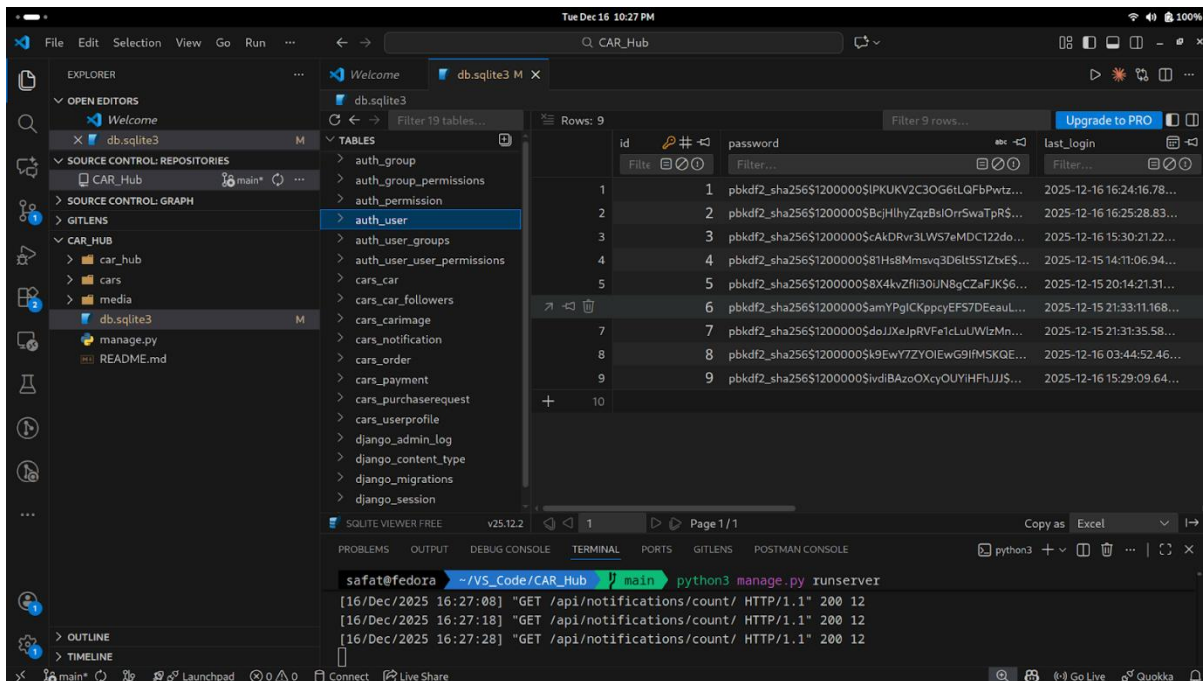 Tue Dec 16 10:27 PM
100%
File Edit Selection View Go Run ···
CAR_Hub
EXPLORER
OPEN EDITORS
Welcome
db.sqlite3 M
SOURCE CONTROL: REPOSITORIES
CAR_Hub main*
SOURCE CONTROL: GRAPH
GITLENS
CAR_HUB
car_hub
cars
media
db.sqlite3 M
manage.py
README.md
OUTLINE
TIMELINE
Welcome db.sqlite3 M
db.sqlite3
Filter 19 tables...
TABLES
auth_group
auth_group_permissions
auth_permission
auth_user
auth_user_groups
auth_user_user_permissions
cars_car
cars_car_followers
cars_carimage
cars_notification
cars_order
cars_payment
cars_purchaserequest
cars_userprofile
django_admin_log
django_content_type
django_migrations
django_session
SQLITE VIEWER FREE v25.12.2
Rows: 9 Filter 9 rows... Upgrade to PRO
id password abc last_login
Filte Filter... Filter...
1 1 pbkdf2_sha256$1200000$lPKUKV2C3OG6tLQFbPwtz... 2025-12-16 16:24:16.78...
2 2 pbkdf2_sha256$1200000$BcjHlhyZqzBslOrrSwaTpR$... 2025-12-16 16:25:28.83...
3 3 pbkdf2_sha256$1200000$cAkDRvr3LWS7eMDC122do... 2025-12-16 15:30:21.22...
4 4 pbkdf2_sha256$1200000$81Hs8Mmsvq3D6lt5S1ZtxE$... 2025-12-15 14:11:06.94...
5 5 pbkdf2_sha256$1200000$8X4kvZfli30iJN8gCZaFJK$6... 2025-12-15 20:14:21.31...
6 pbkdf2_sha256$1200000$amYPgICKppcyEFS7DEeauL... 2025-12-15 21:33:11.168...
7 7 pbkdf2_sha256$1200000$doJJXeJpRVFe1cLuUWlzMn... 2025-12-15 21:31:35.58...
8 8 pbkdf2_sha256$1200000$k9EwY7ZYOIEwG9IfMSKQE... 2025-12-16 03:44:52.46...
9 9 pbkdf2_sha256$1200000$ivdiBAzoOXcyOUYiHFhJJJ$... 2025-12-16 15:29:09.64...
10
1 Page 1/1 Copy as Excel
PROBLEMS OUTPUT DEBUG CONSOLE TERMINAL PORTS GITLENS POSTMAN CONSOLE python3
safat@fedora ~/VS_Code/CAR_Hub main python3 manage.py runserver
[16/Dec/2025 16:27:08] "GET /api/notifications/count/ HTTP/1.1" 200 12
[16/Dec/2025 16:27:18] "GET /api/notifications/count/ HTTP/1.1" 200 12
[16/Dec/2025 16:27:28] "GET /api/notifications/count/ HTTP/1.1" 200 12
main* Launchpad 0 0 Connect Live Share Go Live Quokka